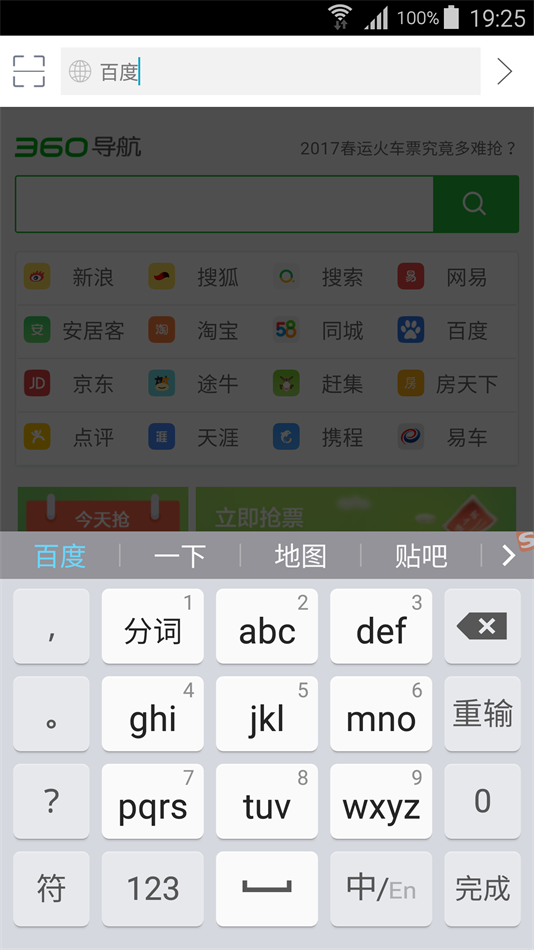 100% 19:25
百度
360导航 2017春运火车票究竟多难抢？
新浪 搜狐 搜索 网易
安 安居客 淘 淘宝 58 同城 百度
JD 京东 途牛 赶集 房 房天下
点评 涯 天涯 携程 易车
今天抢 立即抢票
百度 一下 地图 贴吧
， 分词 1 abc 2 def 3
。 ghi 4 jkl 5 mno 6 重输
？ pqrs 7 tuv 8 wxyz 9 0
符 123 中/En 完成